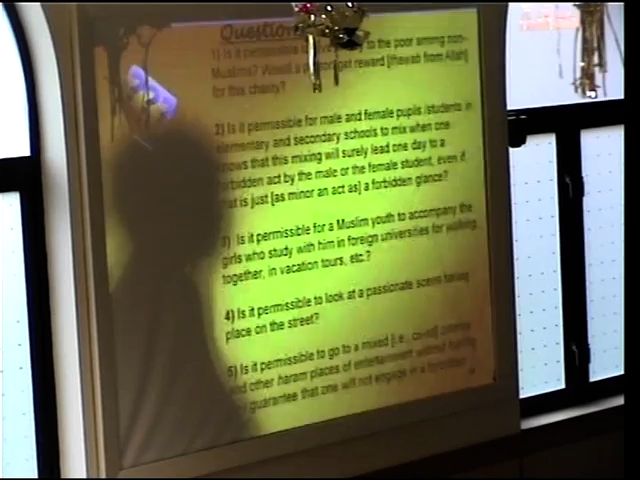 Question
1) Is it permissible to to the poor among non-
Muslims? Would a person get reward [thawab from Allah]
for this charity?
2) Is it permissible for male and female pupils /students in
elementary and secondary schools to mix when one
knows that this mixing will surely lead one day to a
forbidden act by the male or the female student, even if
that is just [as minor an act as] a forbidden glance?
3) Is it permissible for a Muslim youth to accompany the
girls who study with him in foreign universities for walking
together, in vacation tours, etc.?
4) Is it permissible to look at a passionate scene taking
place on the street?
5) Is it permissible to go to a mixed [i.e., co-ed]
and other haram places of entertainment without
guarantee that one will not engage in a